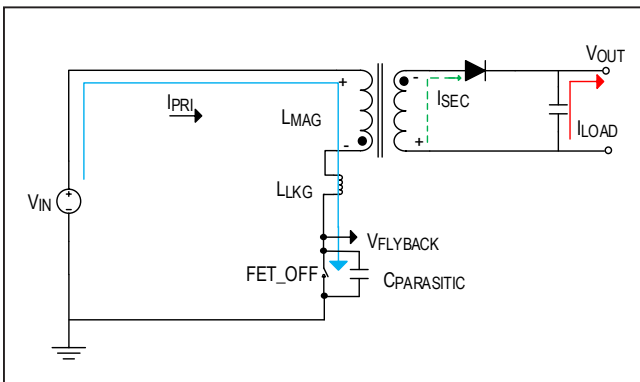 VOUT
IPRI
LMAG
+
-
-
+
ISEC
ILOAD
LLKG
VIN
+
-
VFLYBACK
FET_OFF
CPARASITIC